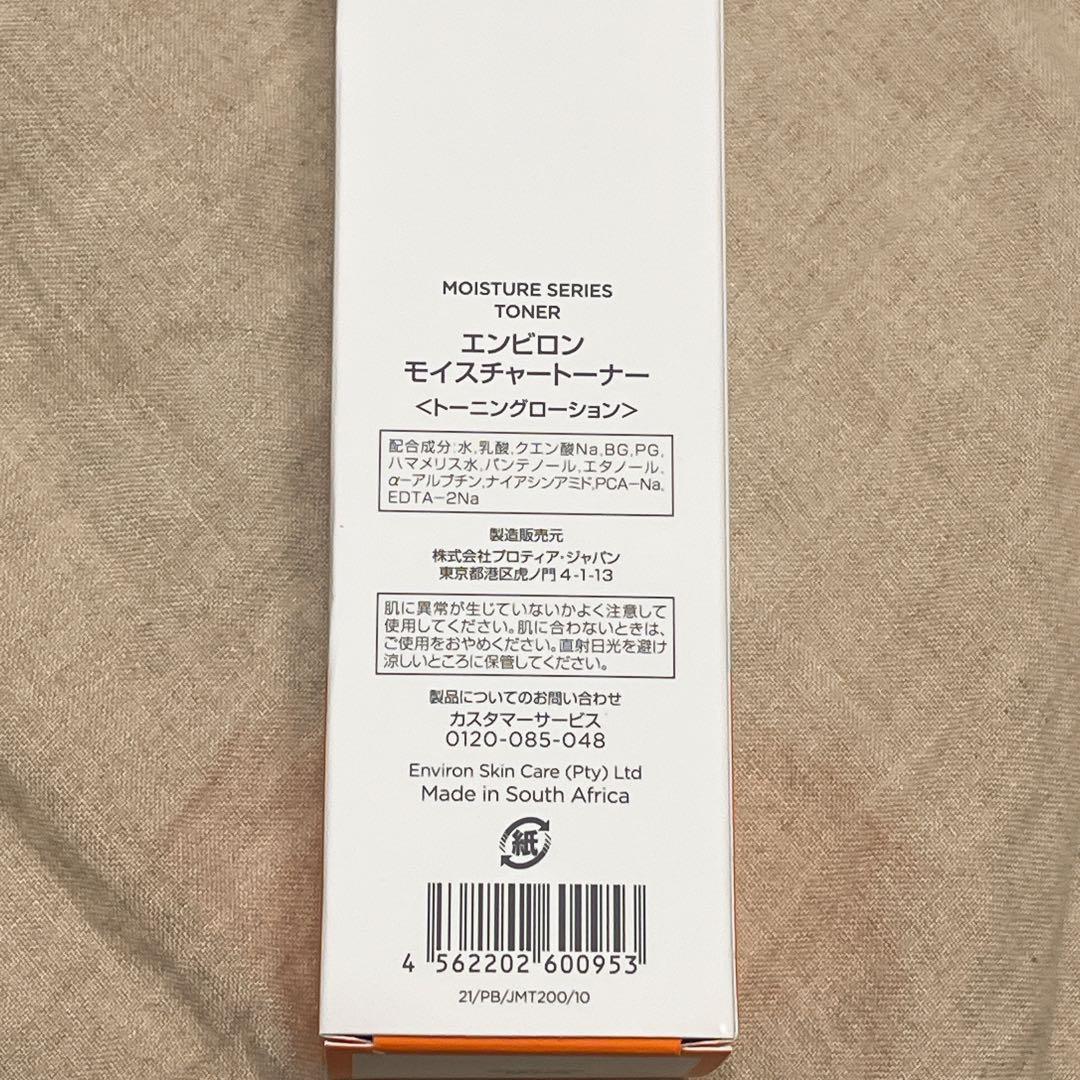 MOISTURE SERIES
TONER
エンビロン
モイスチャートーナー
<トーニングローション>
配合成分:水,乳酸,クエン酸Na,BG,PG,
ハマメリス水,パンテノール,エタノール,
α-アルブチン,ナイアシンアミド,PCA-Na,
EDTA-2Na
製造販売元
株式会社プロティア・ジャパン
東京都港区虎ノ門4-1-13
肌に異常が生じていないかよく注意して
使用してください。肌に合わないときは、
ご使用をおやめください。直射日光を避け
涼しいところに保管してください。
製品についてのお問い合わせ
カスタマーサービス
0120-085-048
Environ Skin Care (Pty) Ltd
Made in South Africa
紙
4 562202 600953
21/PB/JMT200/10